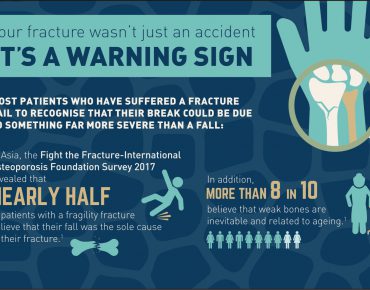 our fracture wasn't just an accident
T'S A WARNING SIGN
OST PATIENTS WHO HAVE SUFFERED A FRACTURE
AIL TO RECOGNISE THAT THEIR BREAK COULD BE DUE
O SOMETHING FAR MORE SEVERE THAN A FALL:
Asia, the Fight the Fracture-International
steoporosis Foundation Survey 2017
vealed that
NEARLY HALF
patients with a fragility fracture
elieve that their fall was the sole cause
their fracture.¹
In addition,
MORE THAN 8 IN 10
believe that weak bones are
inevitable and related to ageing.¹